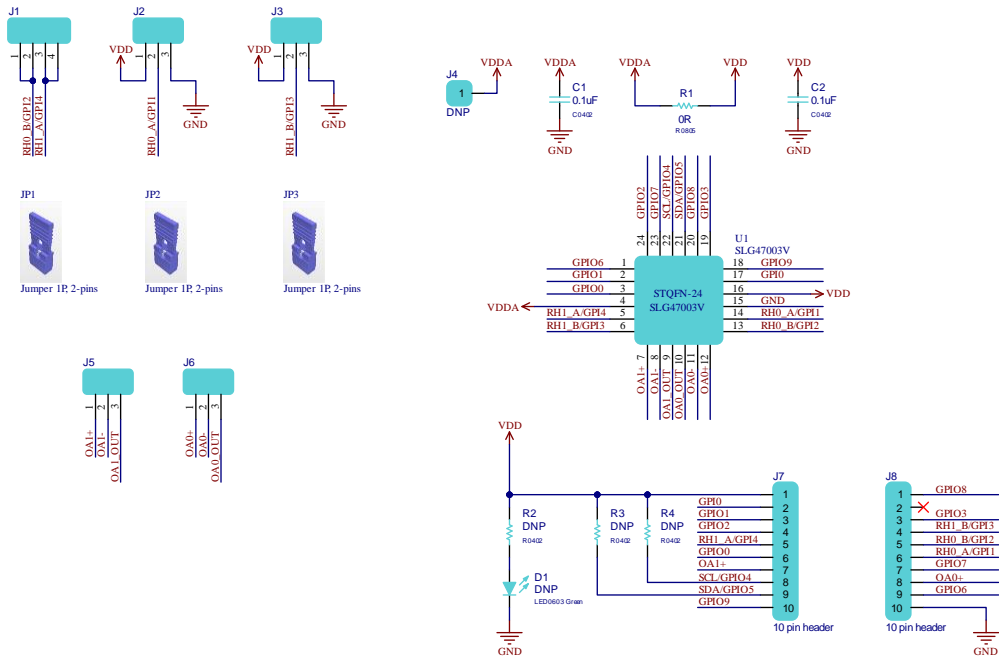 J1
1
2
3
4
RH0_B/GPI2
RH1_A/GPI4
J2
VDD
1
2
3
RH0_A/GPI1
GND
J3
VDD
1
2
3
RH1_B/GPI3
GND
J4
1
DNP
VDDA
VDDA
C1
0.1uF
C0402
GND
VDDA
VDD
R1
0R
R0805
VDD
C2
0.1uF
C0402
GND
JP1
Jumper 1P, 2-pins
JP2
Jumper 1P, 2-pins
JP3
Jumper 1P, 2-pins
GPIO2
GPIO7
SCL/GPIO4
SDA/GPIO5
GPIO8
GPIO3
24
23
22
21
20
19
U1
SLG47003V
STQFN-24
SLG47003V
GPIO6 1
GPIO1 2
GPIO0 3
VDDA 4
RH1_A/GPI4 5
RH1_B/GPI3 6
18 GPIO9
17 GPI0
16 VDD
15 GND
14 RH0_A/GPI1
13 RH0_B/GPI2
7
8
9
10
11
12
OA1+
OA1-
OA1_OUT
OA0_OUT
OA0-
OA0+
J5
1
2
3
OA1+
OA1-
OA1_OUT
J6
1
2
3
OA0+
OA0-
OA0_OUT
VDD
R2
DNP
R0402
R3
DNP
R0402
R4
DNP
R0402
D1
DNP
LED0603 Green
GND
J7
1
GPI0 2
GPIO1 3
GPIO2 4
RH1_A/GPI4 5
GPIO0 6
OA1+ 7
SCL/GPIO4 8
SDA/GPIO5 9
GPIO9 10
10 pin header
J8
1 GPIO8
2
3 GPIO3
4 RH1_B/GPI3
5 RH0_B/GPI2
6 RH0_A/GPI1
7 GPIO7
8 OA0+
9 GPIO6
10
10 pin header
GND